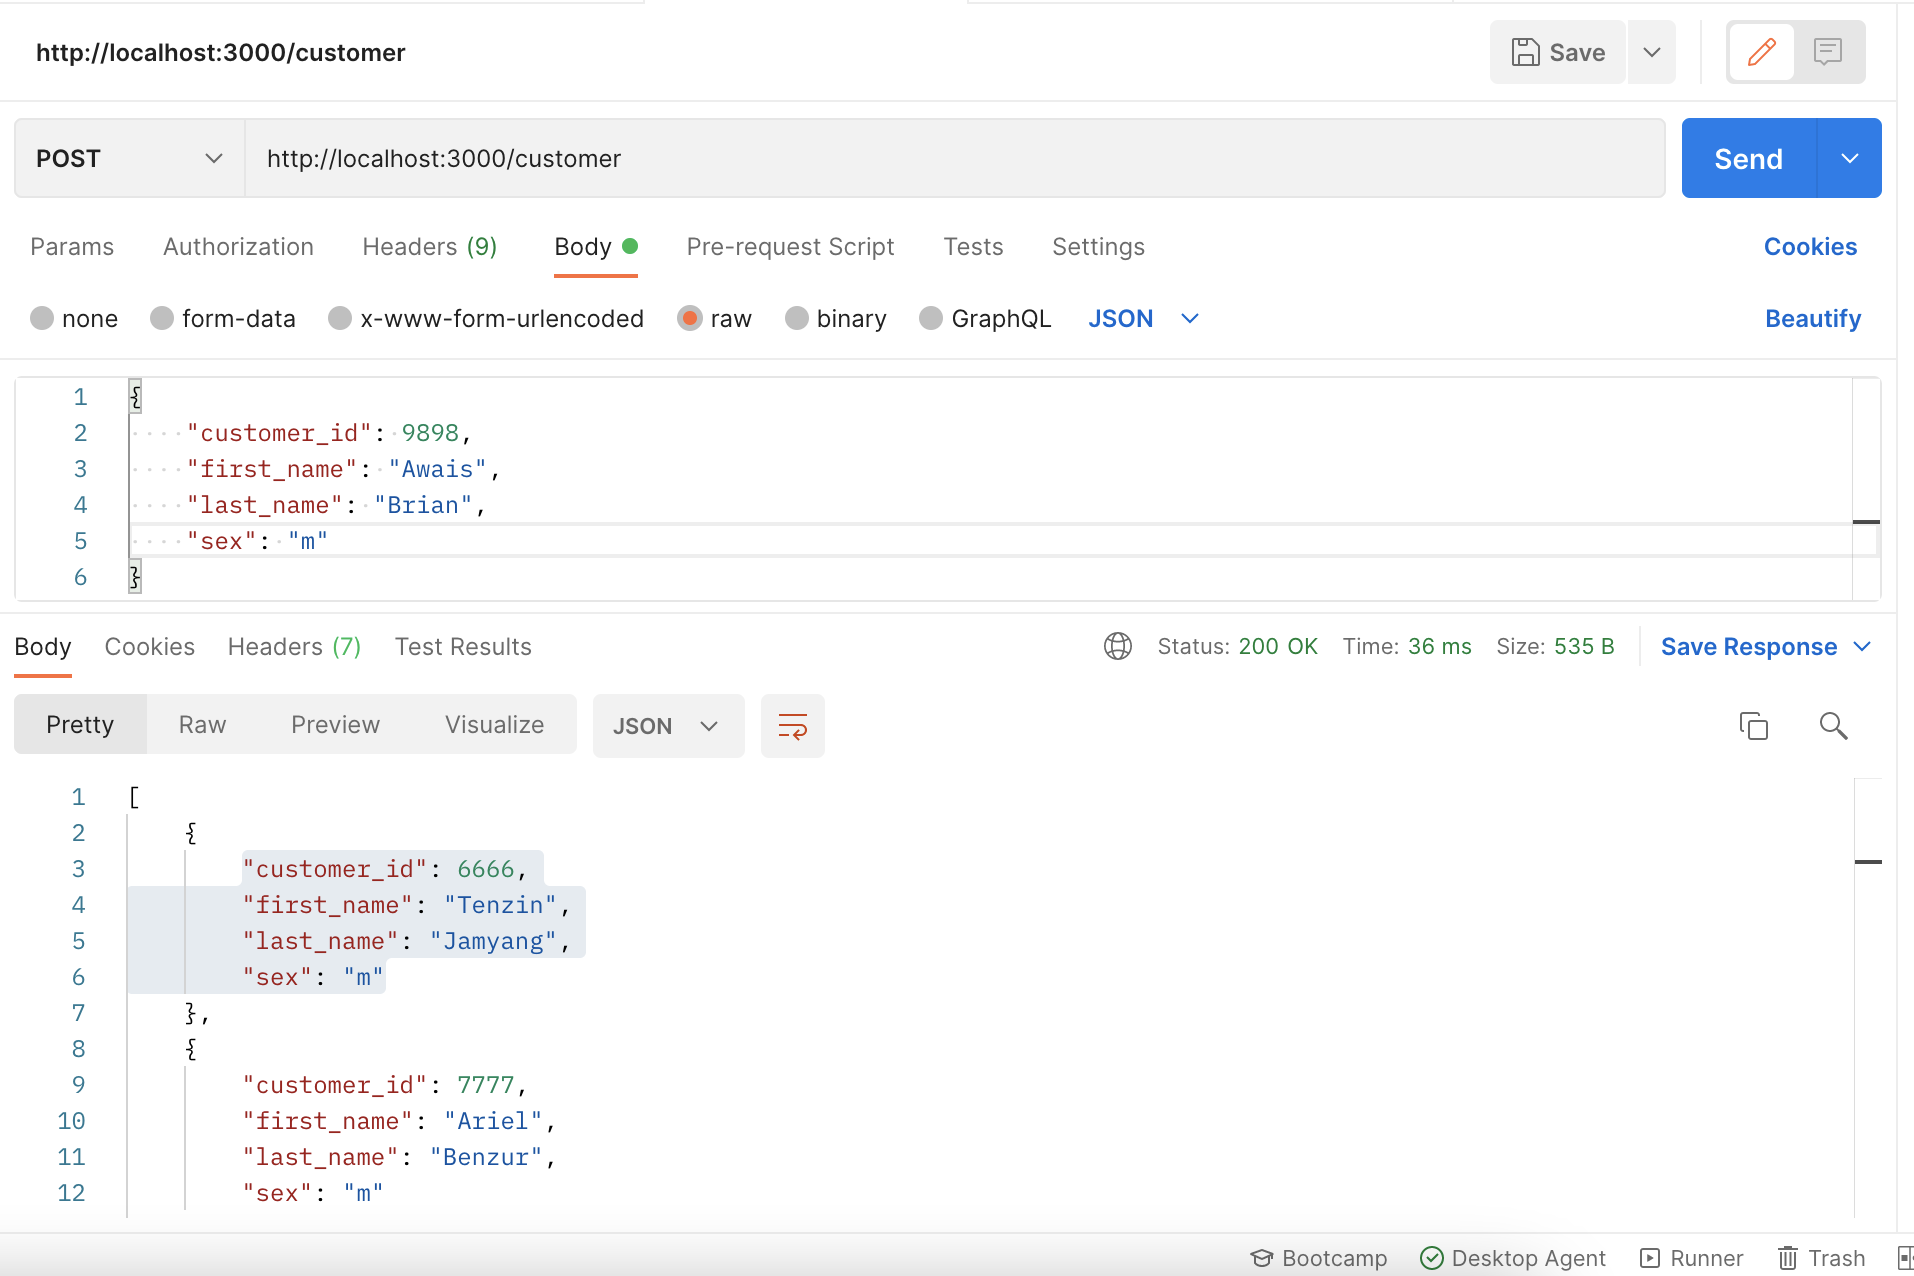 http://localhost:3000/customer
Save
POST
http://localhost:3000/customer
Send
Params Authorization Headers (9) Body Pre-request Script Tests Settings Cookies
none form-data x-www-form-urlencoded raw binary GraphQL JSON Beautify
1 {
2 "customer_id": 9898,
3 "first_name": "Awais",
4 "last_name": "Brian",
5 "sex": "m"
6 }
Body Cookies Headers (7) Test Results Status: 200 OK Time: 36 ms Size: 535 B Save Response
Pretty Raw Preview Visualize JSON
1 [
2 {
3 "customer_id": 6666,
4 "first_name": "Tenzin",
5 "last_name": "Jamyang",
6 "sex": "m"
7 },
8 {
9 "customer_id": 7777,
10 "first_name": "Ariel",
11 "last_name": "Benzur",
12 "sex": "m"
Bootcamp Desktop Agent Runner Trash